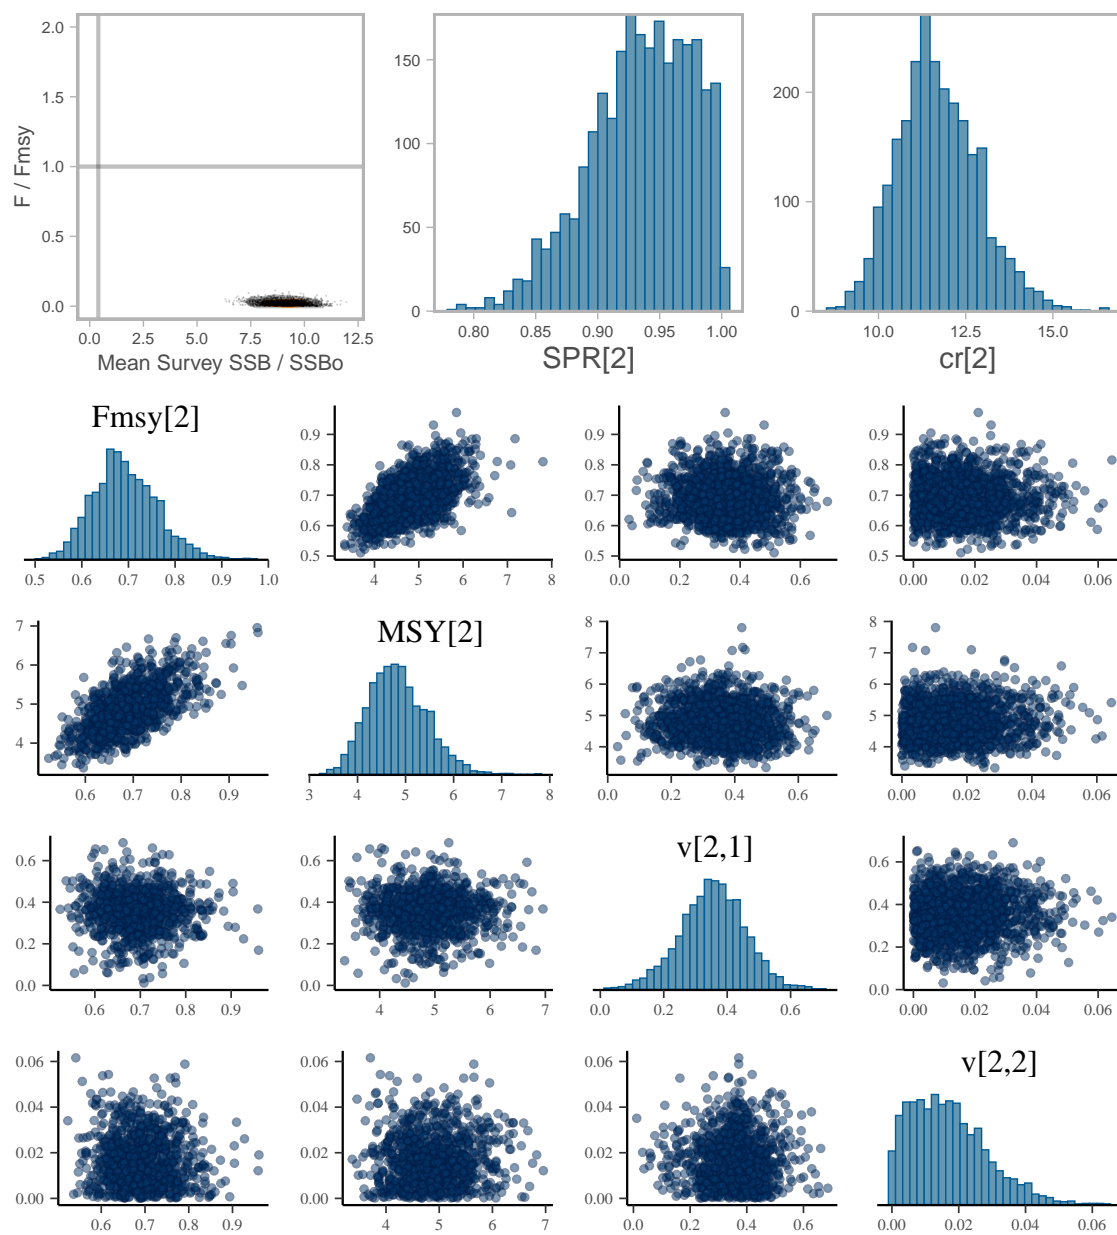 2.0
1.5
1.0
0.5
0.0
F / Fmsy
0.0 2.5 5.0 7.5 10.0 12.5
Mean Survey SSB / SSBo
150
100
50
0
0.80 0.85 0.90 0.95 1.00
SPR[2]
200
100
0
10.0 12.5 15.0
cr[2]
Fmsy[2]
0.5 0.6 0.7 0.8 0.9 1.0
0.9
0.8
0.7
0.6
0.5
4 5 6 7 8
0.9
0.8
0.7
0.6
0.5
0.0 0.2 0.4 0.6
0.9
0.8
0.7
0.6
0.5
0.00 0.02 0.04 0.06
7
6
5
4
0.6 0.7 0.8 0.9
MSY[2]
3 4 5 6 7 8
8
7
6
5
4
0.0 0.2 0.4 0.6
8
7
6
5
4
0.00 0.02 0.04 0.06
0.6
0.4
0.2
0.0
0.6 0.7 0.8 0.9
0.6
0.4
0.2
0.0
4 5 6 7
v[2,1]
0.0 0.2 0.4 0.6
0.6
0.4
0.2
0.0
0.00 0.02 0.04 0.06
0.06
0.04
0.02
0.00
0.6 0.7 0.8 0.9
0.06
0.04
0.02
0.00
4 5 6 7
0.06
0.04
0.02
0.00
0.0 0.2 0.4 0.6
v[2,2]
0.00 0.02 0.04 0.06